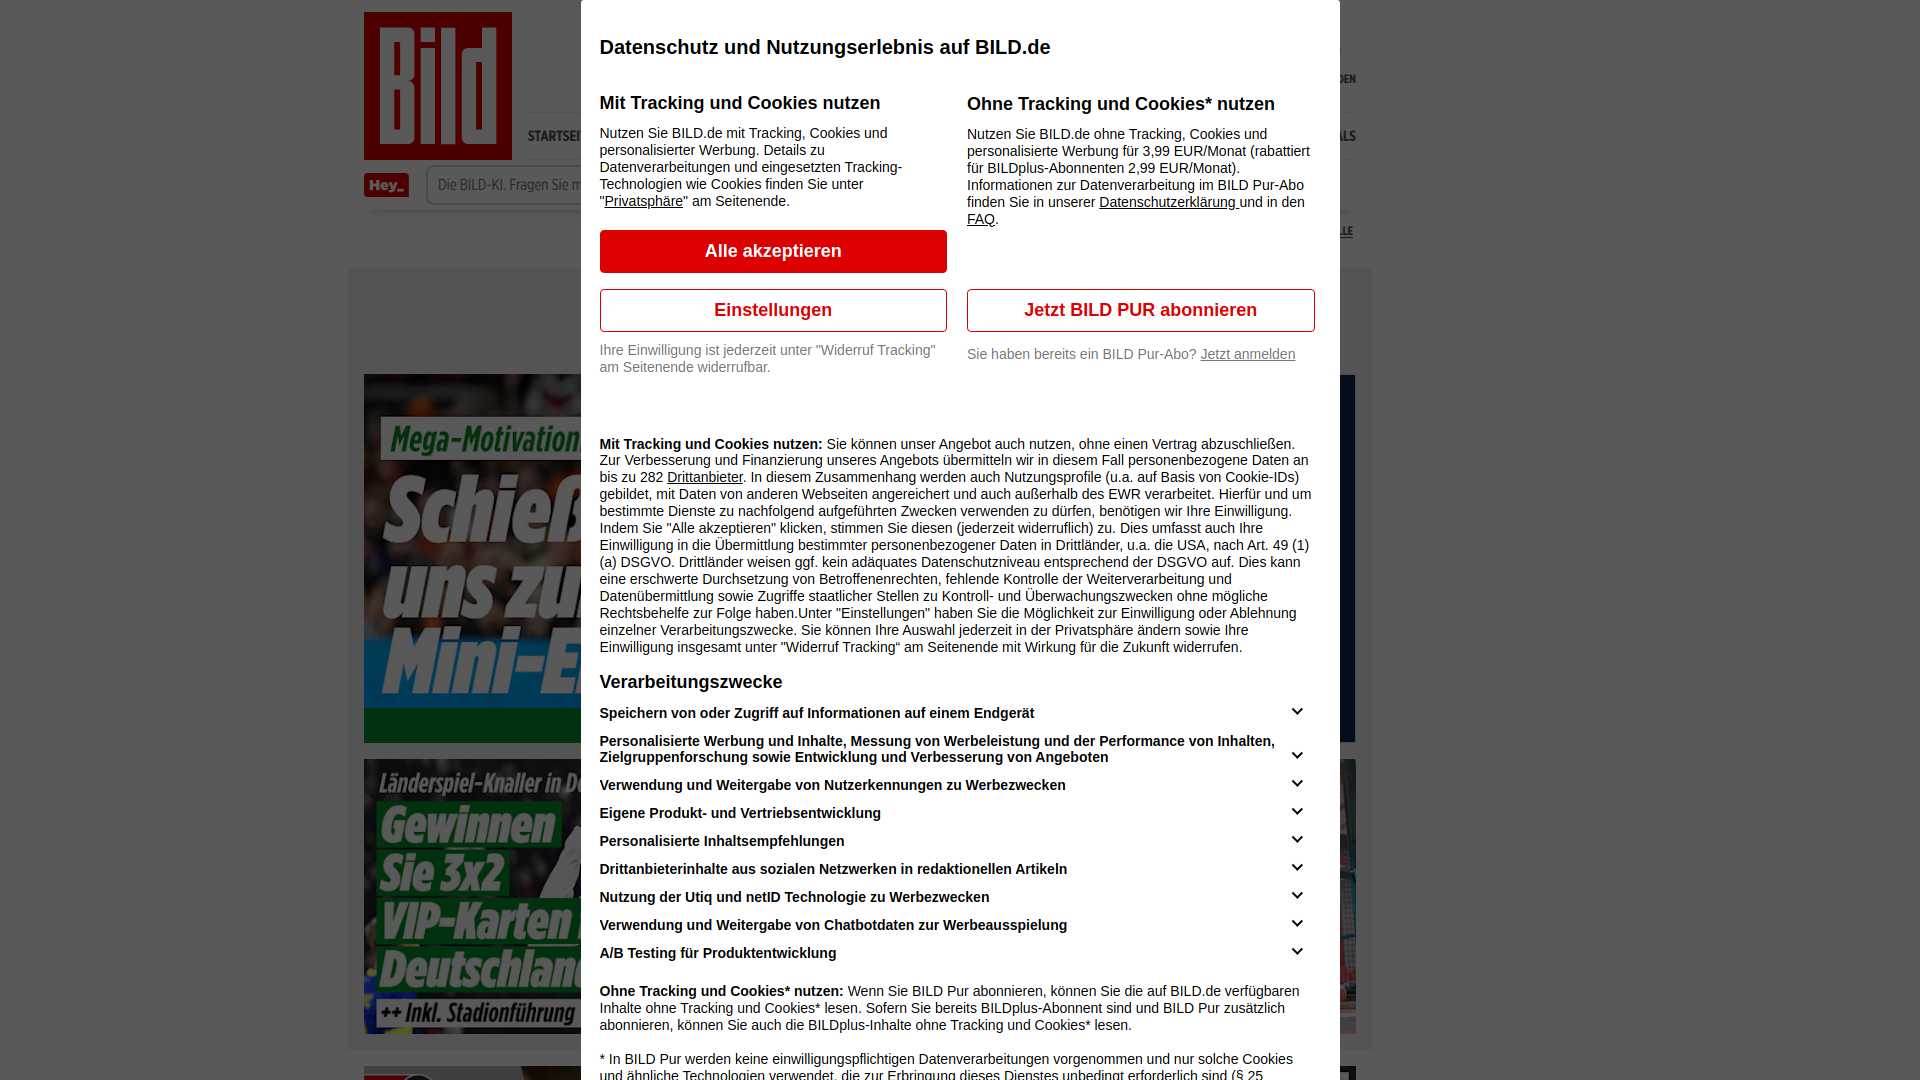 Bild
DEN
STARTSEI
ALS
Hey_
Die BILD-KI. Fragen Sie m
LLE
Mega-Motivation
Schieß
uns zu
Mini-E
Länderspiel-Knaller in Do
Gewinnen
Sie 3x2
VIP-Karten
Deutschland
++ Inkl. Stadionführung
Datenschutz und Nutzungserlebnis auf BILD.de
Mit Tracking und Cookies nutzen
Nutzen Sie BILD.de mit Tracking, Cookies und
personalisierter Werbung. Details zu
Datenverarbeitungen und eingesetzten Tracking-
Technologien wie Cookies finden Sie unter
"Privatsphäre" am Seitenende.
Alle akzeptieren
Einstellungen
Ihre Einwilligung ist jederzeit unter "Widerruf Tracking"
am Seitenende widerrufbar.
Ohne Tracking und Cookies* nutzen
Nutzen Sie BILD.de ohne Tracking, Cookies und
personalisierte Werbung für 3,99 EUR/Monat (rabattiert
für BILDplus-Abonnenten 2,99 EUR/Monat).
Informationen zur Datenverarbeitung im BILD Pur-Abo
finden Sie in unserer Datenschutzerklärung und in den
FAQ.
Jetzt BILD PUR abonnieren
Sie haben bereits ein BILD Pur-Abo? Jetzt anmelden
Mit Tracking und Cookies nutzen: Sie können unser Angebot auch nutzen, ohne einen Vertrag abzuschließen.
Zur Verbesserung und Finanzierung unseres Angebots übermitteln wir in diesem Fall personenbezogene Daten an
bis zu 282 Drittanbieter. In diesem Zusammenhang werden auch Nutzungsprofile (u.a. auf Basis von Cookie-IDs)
gebildet, mit Daten von anderen Webseiten angereichert und auch außerhalb des EWR verarbeitet. Hierfür und um
bestimmte Dienste zu nachfolgend aufgeführten Zwecken verwenden zu dürfen, benötigen wir Ihre Einwilligung.
Indem Sie "Alle akzeptieren" klicken, stimmen Sie diesen (jederzeit widerruflich) zu. Dies umfasst auch Ihre
Einwilligung in die Übermittlung bestimmter personenbezogener Daten in Drittländer, u.a. die USA, nach Art. 49 (1)
(a) DSGVO. Drittländer weisen ggf. kein adäquates Datenschutzniveau entsprechend der DSGVO auf. Dies kann
eine erschwerte Durchsetzung von Betroffenenrechten, fehlende Kontrolle der Weiterverarbeitung und
Datenübermittlung sowie Zugriffe staatlicher Stellen zu Kontroll- und Überwachungszwecken ohne mögliche
Rechtsbehelfe zur Folge haben.Unter "Einstellungen" haben Sie die Möglichkeit zur Einwilligung oder Ablehnung
einzelner Verarbeitungszwecke. Sie können Ihre Auswahl jederzeit in der Privatsphäre ändern sowie Ihre
Einwilligung insgesamt unter "Widerruf Tracking“ am Seitenende mit Wirkung für die Zukunft widerrufen.
Verarbeitungszwecke
Speichern von oder Zugriff auf Informationen auf einem Endgerät
Personalisierte Werbung und Inhalte, Messung von Werbeleistung und der Performance von Inhalten,
Zielgruppenforschung sowie Entwicklung und Verbesserung von Angeboten
Verwendung und Weitergabe von Nutzerkennungen zu Werbezwecken
Eigene Produkt- und Vertriebsentwicklung
Personalisierte Inhaltsempfehlungen
Drittanbieterinhalte aus sozialen Netzwerken in redaktionellen Artikeln
Nutzung der Utiq und netID Technologie zu Werbezwecken
Verwendung und Weitergabe von Chatbotdaten zur Werbeausspielung
A/B Testing für Produktentwicklung
Ohne Tracking und Cookies* nutzen: Wenn Sie BILD Pur abonnieren, können Sie die auf BILD.de verfügbaren
Inhalte ohne Tracking und Cookies* lesen. Sofern Sie bereits BILDplus-Abonnent sind und BILD Pur zusätzlich
abonnieren, können Sie auch die BILDplus-Inhalte ohne Tracking und Cookies* lesen.
* In BILD Pur werden keine einwilligungspflichtigen Datenverarbeitungen vorgenommen und nur solche Cookies
und ähnliche Technologien verwendet, die zur Erbringung dieses Dienstes unbedingt erforderlich sind (§ 25